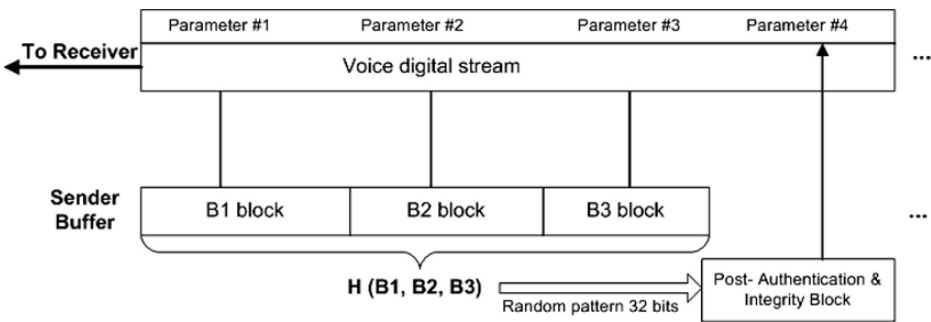 Parameter #1 Parameter #2 Parameter #3 Parameter #4
To Receiver
Voice digital stream
...
Sender
Buffer
B1 block B2 block B3 block
...
H (B1, B2, B3)
Random pattern 32 bits
Post- Authentication &
Integrity Block